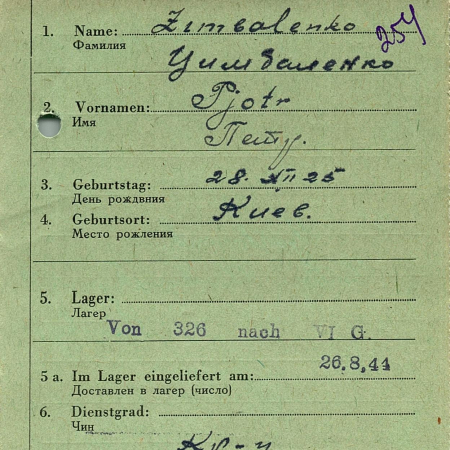 1. Name: Zimbalenko 254
Фамилия
Цимбаленко
2. Vornamen: Pjotr
Имя
Петр.
3. Geburtstag: 28. XII 25
День рождвния
4. Geburtsort: Киев.
Место рожления
5. Lager:
Лагер
Von 326 nach VI G.
26.8.44
5 a. Im Lager eingeliefert am:
Доставлен в лагер (число)
6. Dienstgrad:
Чин
Кр-ц